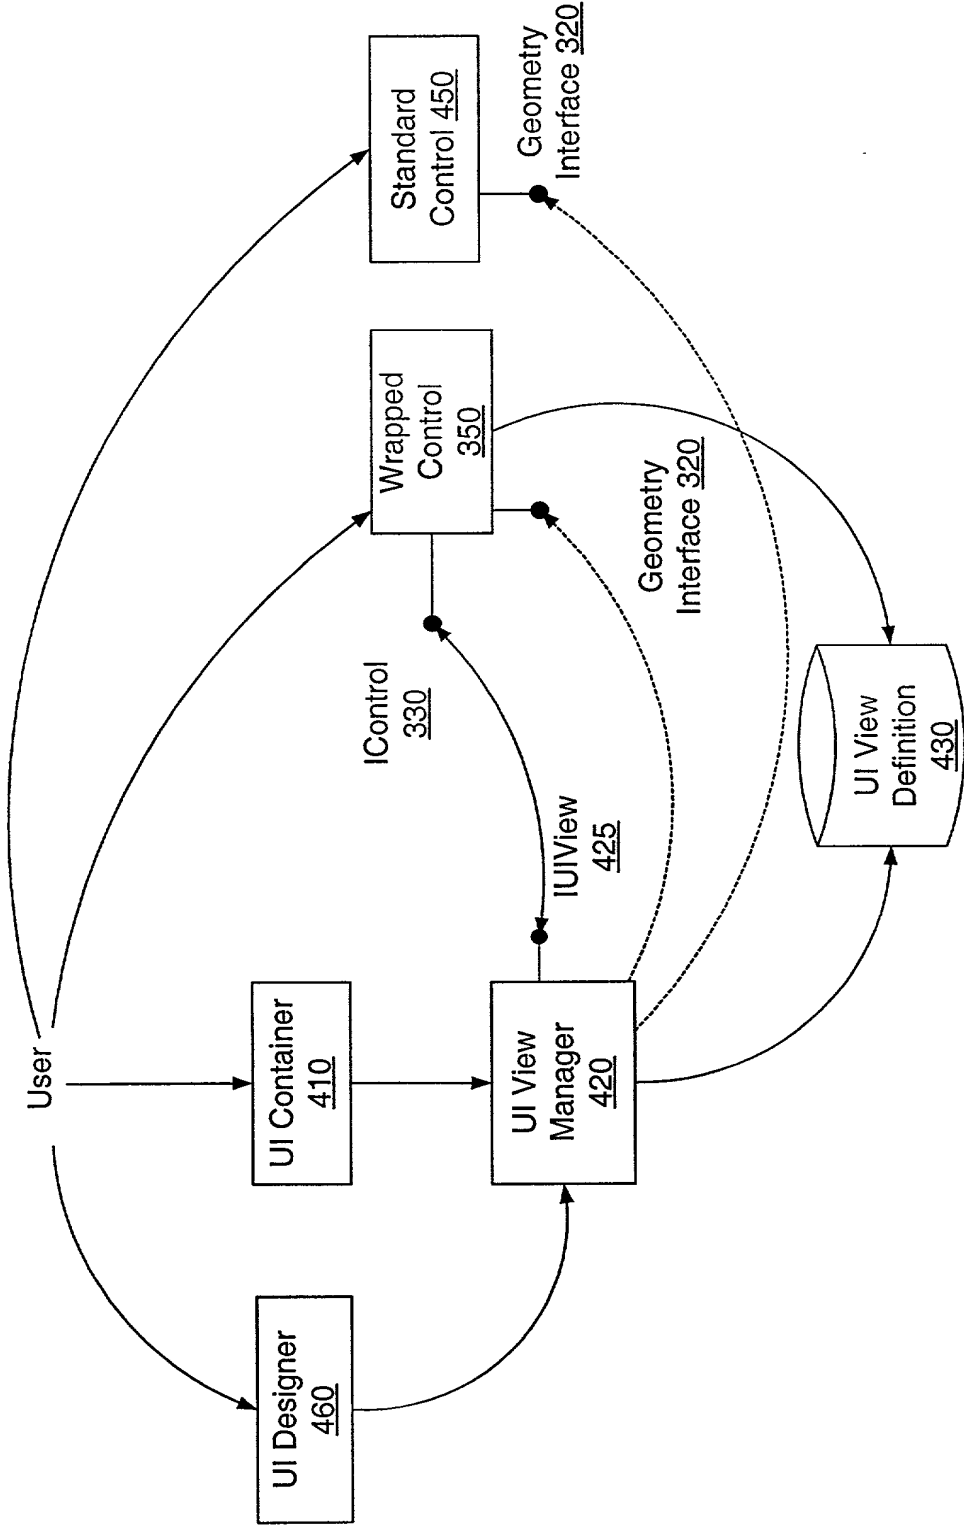 User
UI Designer
460
UI Container
410
UI View
Manager
420
IUIView
425
IControl
330
Wrapped
Control
350
Geometry
Interface 320
Standard
Control 450
Geometry
Interface 320
UI View
Definition
430